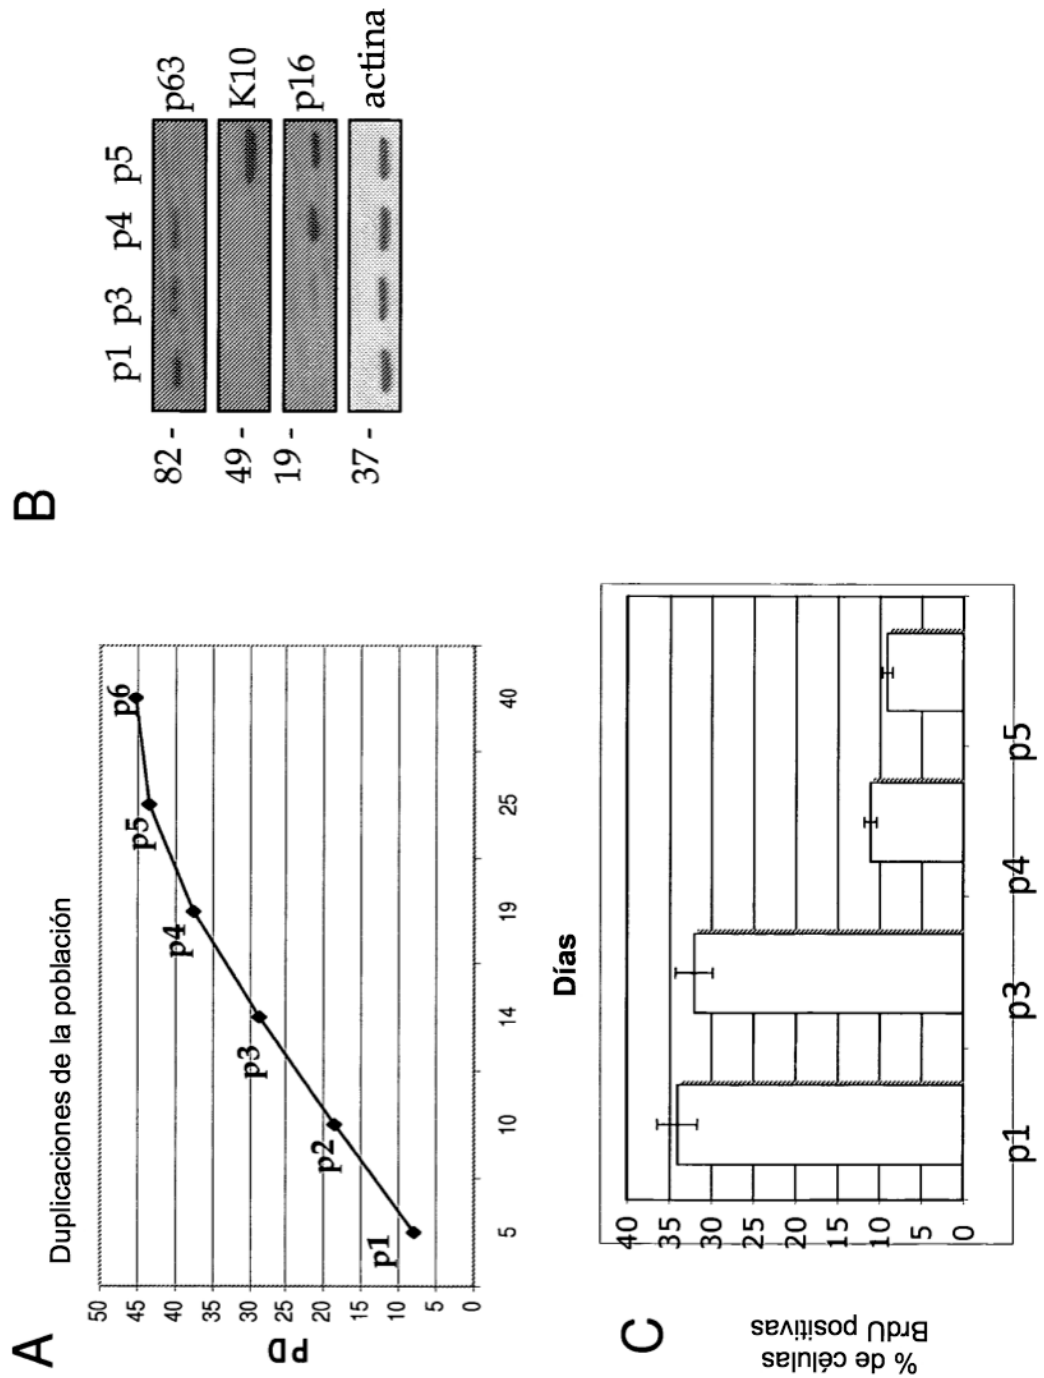 A
Duplicaciones de la población
PD
50
45
40
35
30
25
20
15
10
5
0
p1
p2
p3
p4
p5
p6
5
10
14
19
25
40
Días
B
p1 p3 p4 p5
82 - p63
49 - K10
19 - p16
37 - actina
C
% de células
BrdU positivas
40
35
30
25
20
15
10
5
0
p1 p3 p4 p5